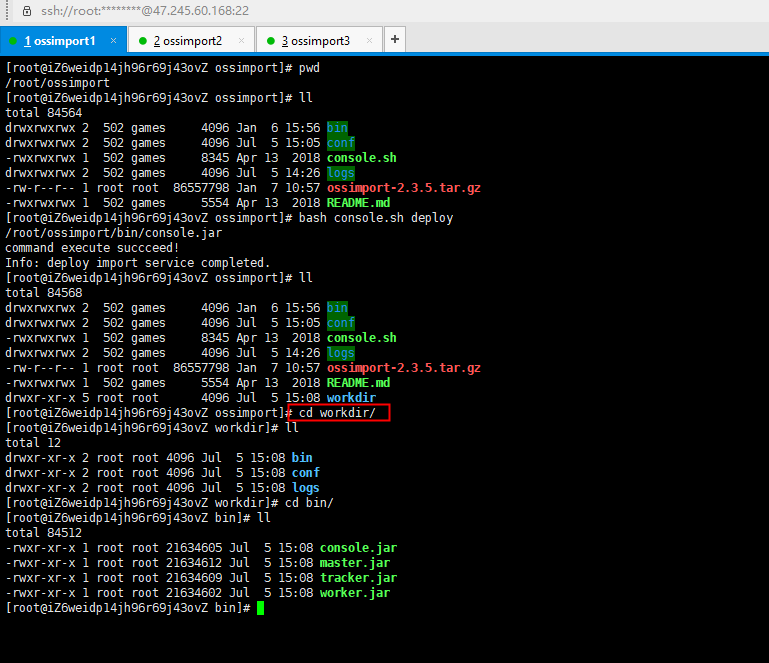 ssh://root:********@47.245.60.168:22
1 ossimport1 × 2 ossimport2 × 3 ossimport3 × +
[root@iZ6weidp14jh96r69j43ovZ ossimport]# pwd
/root/ossimport
[root@iZ6weidp14jh96r69j43ovZ ossimport]# ll
total 84564
drwxrwxrwx 2  502 games     4096 Jan  6 15:56 bin
drwxrwxrwx 2  502 games     4096 Jul  5 15:05 conf
-rwxrwxrwx 1  502 games     8345 Apr 13  2018 console.sh
drwxrwxrwx 2  502 games     4096 Jul  5 14:26 logs
-rw-r--r-- 1 root root  86557798 Jan  7 10:57 ossimport-2.3.5.tar.gz
-rwxrwxrwx 1  502 games     5554 Apr 13  2018 README.md
[root@iZ6weidp14jh96r69j43ovZ ossimport]# bash console.sh deploy
/root/ossimport/bin/console.jar
command execute succceed!
Info: deploy import service completed.
[root@iZ6weidp14jh96r69j43ovZ ossimport]# ll
total 84568
drwxrwxrwx 2  502 games     4096 Jan  6 15:56 bin
drwxrwxrwx 2  502 games     4096 Jul  5 15:05 conf
-rwxrwxrwx 1  502 games     8345 Apr 13  2018 console.sh
drwxrwxrwx 2  502 games     4096 Jul  5 14:26 logs
-rw-r--r-- 1 root root  86557798 Jan  7 10:57 ossimport-2.3.5.tar.gz
-rwxrwxrwx 1  502 games     5554 Apr 13  2018 README.md
drwxr-xr-x 5 root root      4096 Jul  5 15:08 workdir
[root@iZ6weidp14jh96r69j43ovZ ossimport]# cd workdir/
[root@iZ6weidp14jh96r69j43ovZ workdir]# ll
total 12
drwxr-xr-x 2 root root 4096 Jul  5 15:08 bin
drwxr-xr-x 2 root root 4096 Jul  5 15:08 conf
drwxr-xr-x 2 root root 4096 Jul  5 15:08 logs
[root@iZ6weidp14jh96r69j43ovZ workdir]# cd bin/
[root@iZ6weidp14jh96r69j43ovZ bin]# ll
total 84512
-rwxr-xr-x 1 root root 21634605 Jul  5 15:08 console.jar
-rwxr-xr-x 1 root root 21634612 Jul  5 15:08 master.jar
-rwxr-xr-x 1 root root 21634609 Jul  5 15:08 tracker.jar
-rwxr-xr-x 1 root root 21634602 Jul  5 15:08 worker.jar
[root@iZ6weidp14jh96r69j43ovZ bin]#